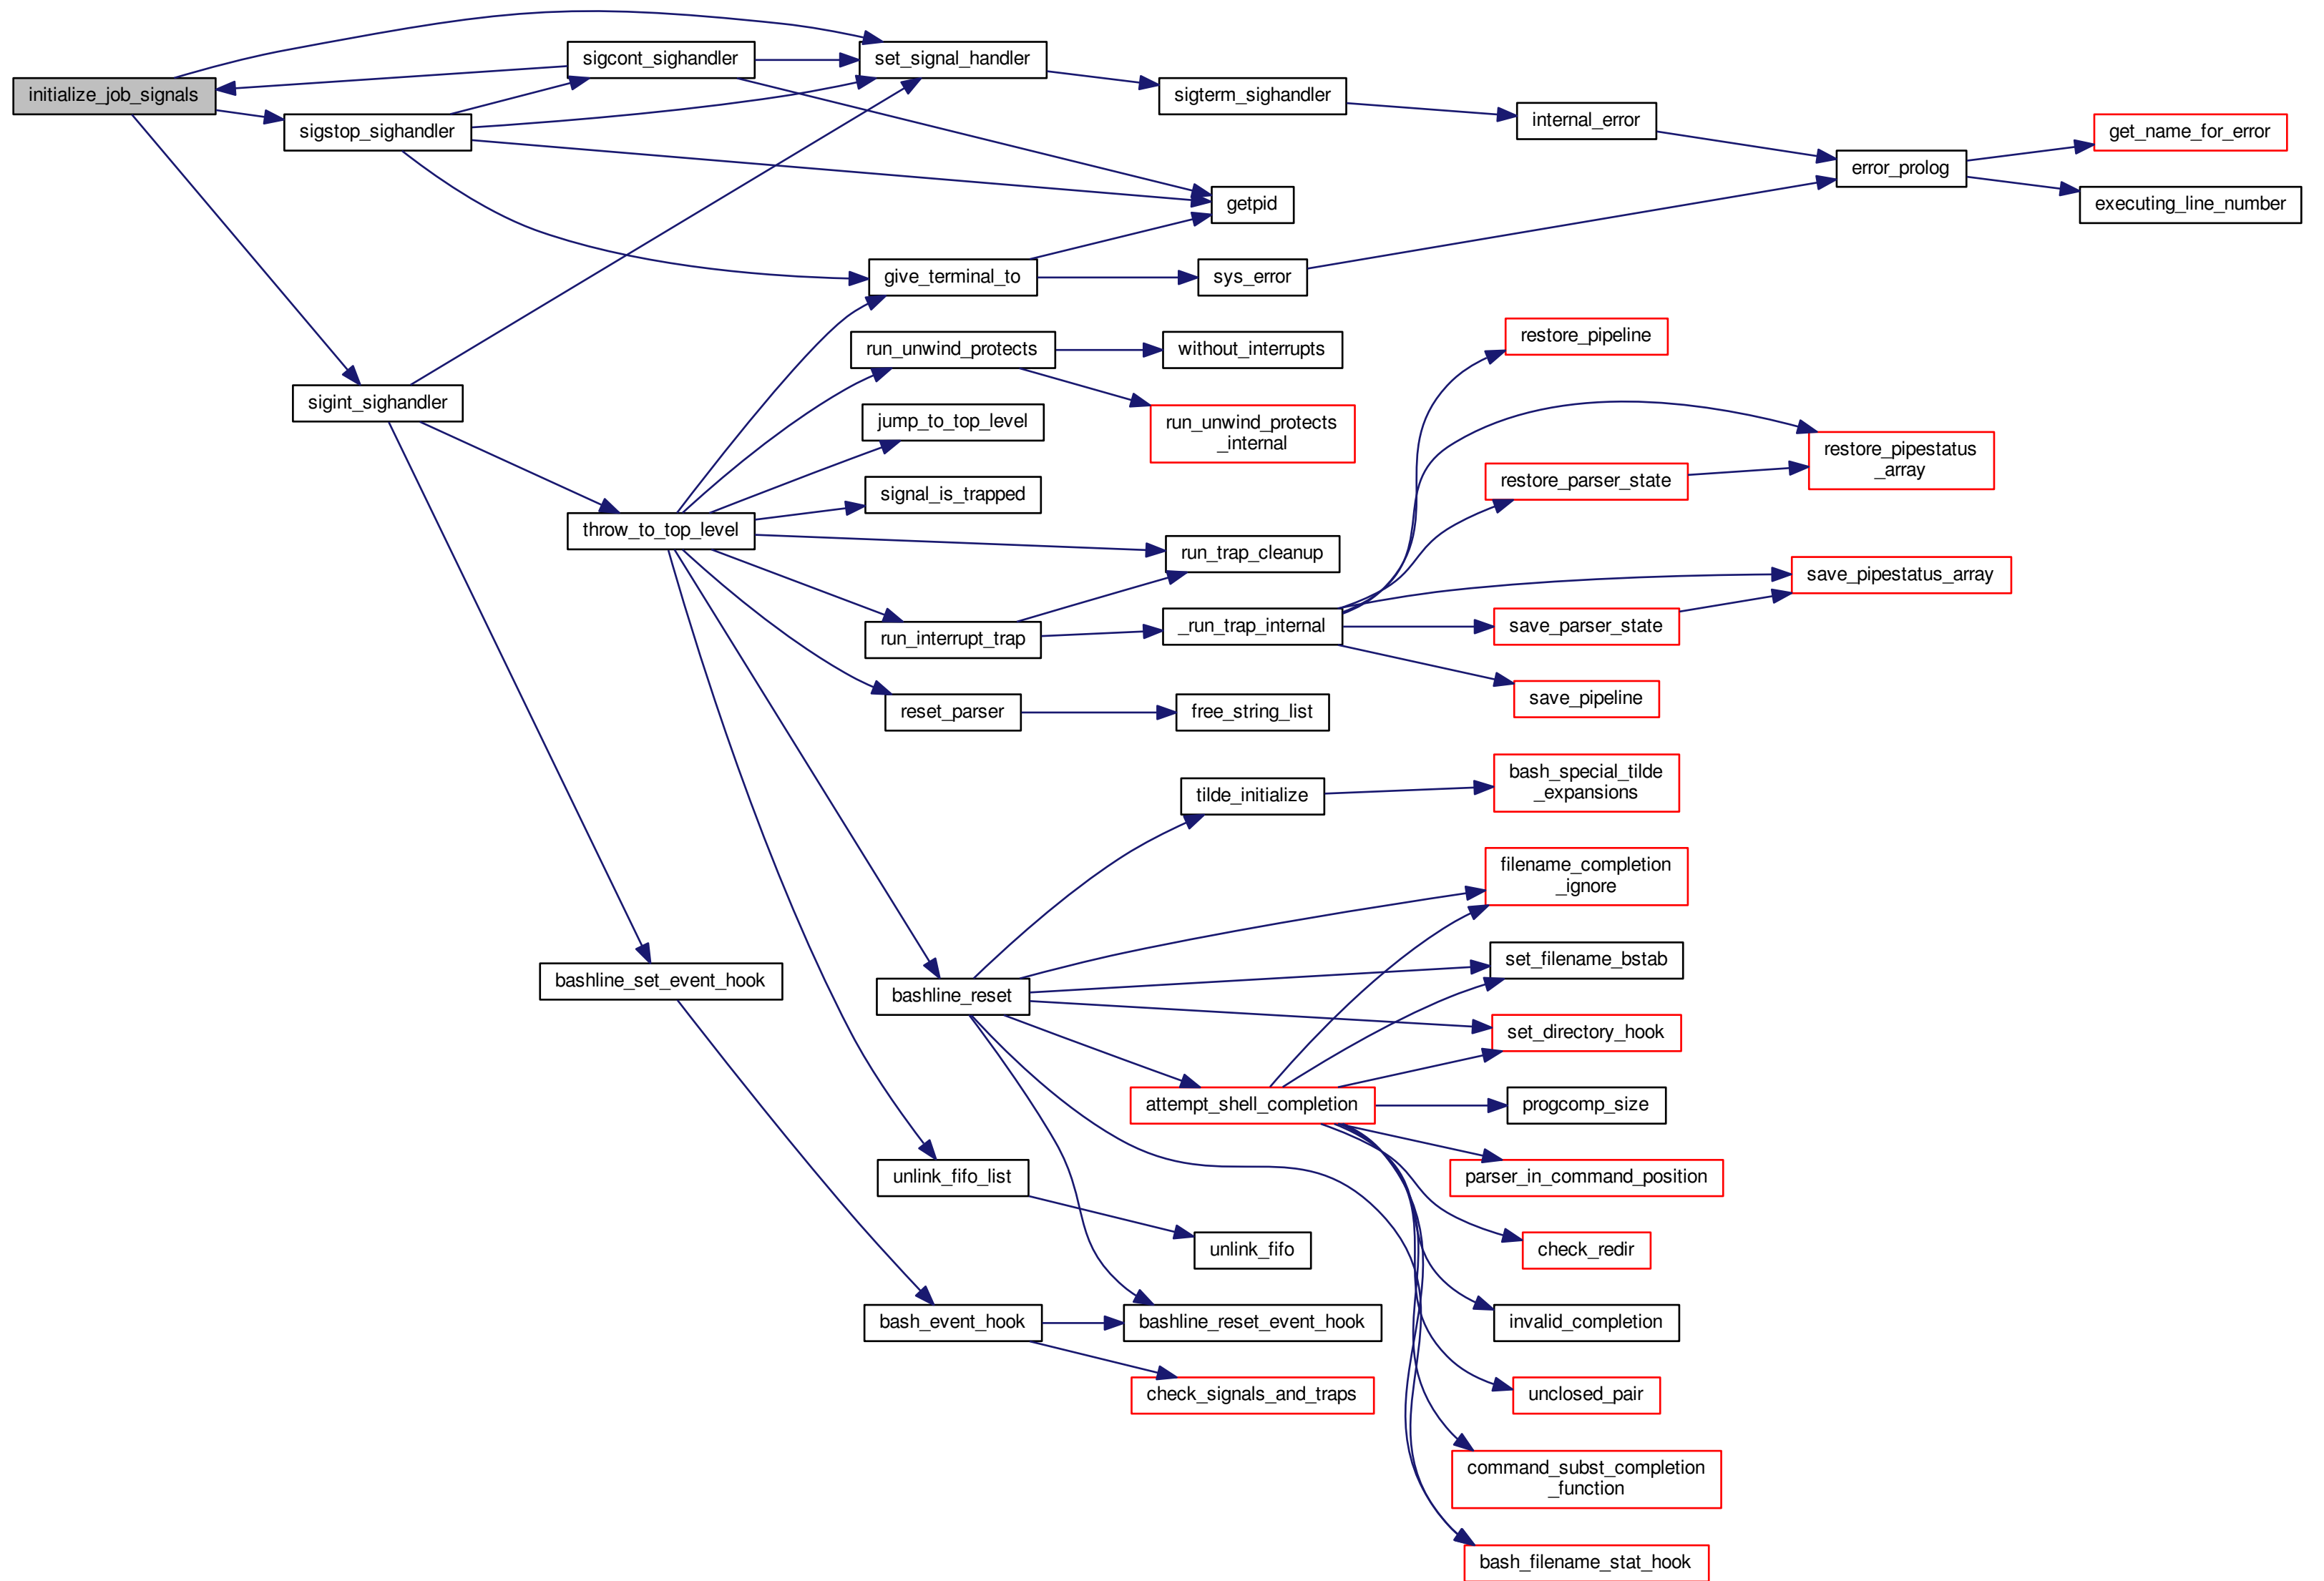 initialize_job_signals
sigcont_sighandler
sigstop_sighandler
set_signal_handler
sigterm_sighandler
internal_error
error_prolog
get_name_for_error
executing_line_number
getpid
give_terminal_to
sys_error
sigint_sighandler
throw_to_top_level
run_unwind_protects
without_interrupts
run_unwind_protects
_internal
jump_to_top_level
signal_is_trapped
run_trap_cleanup
run_interrupt_trap
_run_trap_internal
restore_pipeline
restore_pipestatus
_array
restore_parser_state
save_pipestatus_array
save_parser_state
save_pipeline
reset_parser
free_string_list
tilde_initialize
bash_special_tilde
_expansions
filename_completion
_ignore
bashline_set_event_hook
bashline_reset
set_filename_bstab
set_directory_hook
attempt_shell_completion
progcomp_size
parser_in_command_position
unlink_fifo_list
unlink_fifo
check_redir
bash_event_hook
bashline_reset_event_hook
invalid_completion
check_signals_and_traps
unclosed_pair
command_subst_completion
_function
bash_filename_stat_hook